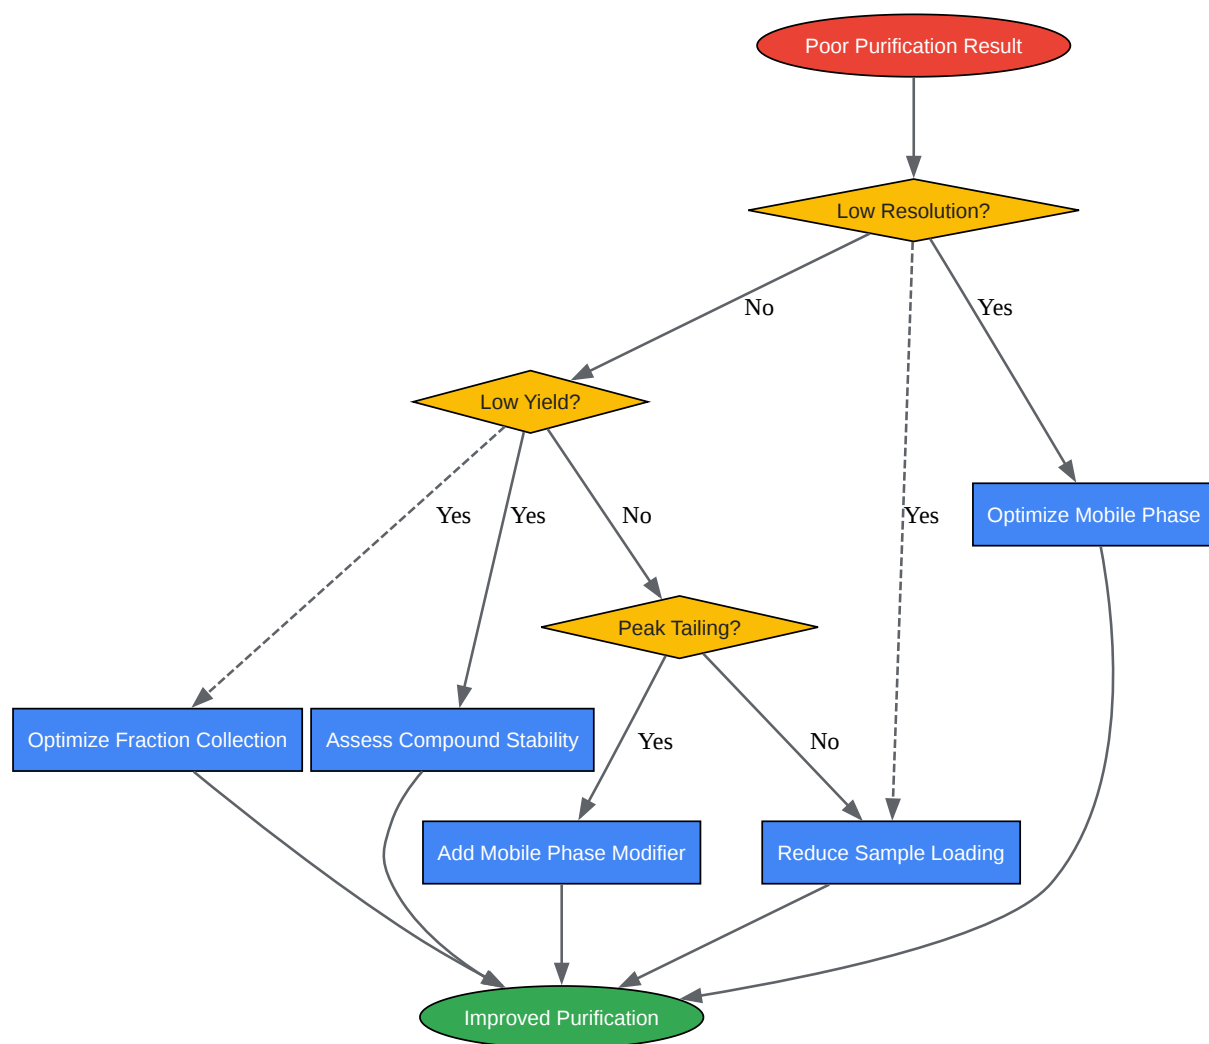 Poor Purification Result
Low Resolution?
No
Yes
Low Yield?
Yes
Yes
No
Yes
Optimize Mobile Phase
Peak Tailing?
Optimize Fraction Collection
Assess Compound Stability
Yes
No
Add Mobile Phase Modifier
Reduce Sample Loading
Improved Purification